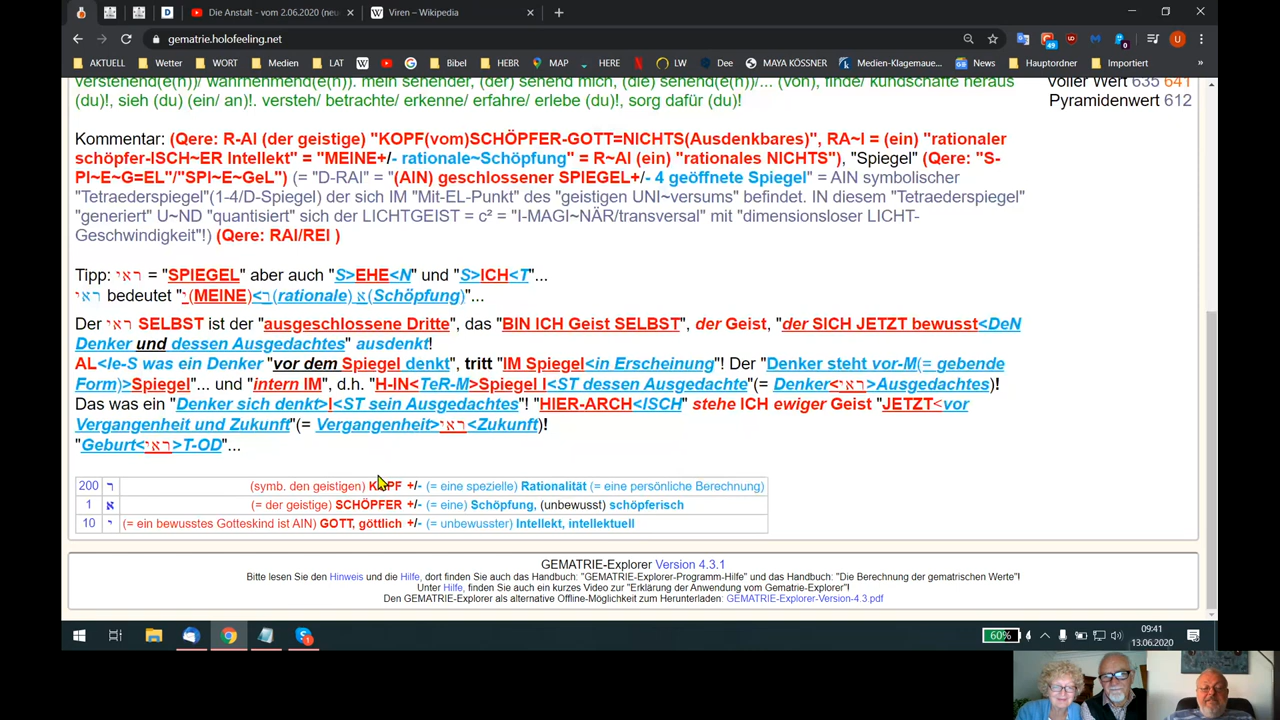 Die Anstalt - vom 2.06.2020 (neu
Viren – Wikipedia
gematrie.holofeeling.net
AKTUELL Wetter WORT Medien LAT Bibel HEBR MAP HERE LW Dee MAYA KÖSSNER Medien-Klagemaue... News Hauptordner Importiert
verstehend(e(n))/ wahrnehmend(e(n)). mein sehender, (der) sehend mich, (die) sehend(e)/... (von), finde/ kundschafte heraus
(du)!, sieh (du) (ein/ an)!. versteh/ betrachte/ erkenne/ erfahre/ erlebe (du)!, sorg dafür (du)!
Voller Wert 635 641
Pyramidenwert 612
Kommentar: (Qere: R-AI (der geistige) "KOPF(vom)SCHÖPFER-GOTT=NICHTS(Ausdenkbares)", RA~I = (ein) "rationaler
schöpfer-ISCH~ER Intellekt" = "MEINE+/- rationale~Schöpfung" = R~AI (ein) "rationales NICHTS"), "Spiegel" (Qere: "S-
PI~E~G=EL"/"SPI~E~GeL") (= "D-RAI" = "(AIN) geschlossener SPIEGEL+/- 4 geöffnete Spiegel" = AIN symbolischer
"Tetraederspiegel"(1-4/D-Spiegel) der sich IM "Mit-EL-Punkt" des "geistigen UNI~versums" befindet. IN diesem "Tetraederspiegel"
"generiert" U~ND "quantisiert" sich der LICHTGEIST = c² = "I-MAGI~NÄR/transversal" mit "dimensionsloser LICHT-
Geschwindigkeit"!) (Qere: RAI/REI )
Tipp: ראי = "SPIEGEL" aber auch "S>EHE<N" und "S>ICH<T"...
ראי bedeutet "י(MEINE)<ר(rationale) א(Schöpfung)"...
Der ראי SELBST ist der "ausgeschlossene Dritte", das "BIN ICH Geist SELBST", der Geist, "der SICH JETZT bewusst<DeN
Denker und dessen Ausgedachtes" ausdenkt!
AL<le-S was ein Denker "vor dem Spiegel denkt", tritt "IM Spiegel<in Erscheinung"! Der "Denker steht vor-M(= gebende
Form)>Spiegel"... und "intern IM", d.h. "H-IN<TeR-M>Spiegel I<ST dessen Ausgedachte"(= Denker<ראי>Ausgedachtes)!
Das was ein "Denker sich denkt>I<ST sein Ausgedachtes"! "HIER-ARCH<ISCH" stehe ICH ewiger Geist "JETZT<vor
Vergangenheit und Zukunft"(= Vergangenheit>ראי<Zukunft)!
"Geburt<ראי>T-OD"...
200 ר (symb. den geistigen) KOPF +/- (= eine spezielle) Rationalität (= eine persönliche Berechnung)
1 א (= der geistige) SCHÖPFER +/- (= eine) Schöpfung, (unbewusst) schöpferisch
10 י (= ein bewusstes Gotteskind ist AIN) GOTT, göttlich +/- (= unbewusster) Intellekt, intellektuell
GEMATRIE-Explorer Version 4.3.1
Bitte lesen Sie den Hinweis und die Hilfe, dort finden Sie auch das Handbuch: "GEMATRIE-Explorer-Programm-Hilfe" und das Handbuch: "Die Berechnung der gematrischen Werte"!
Unter Hilfe, finden Sie auch ein kurzes Video zur "Erklärung der Anwendung vom Gematrie-Explorer"!
Den GEMATRIE-Explorer als alternative Offline-Möglichkeit zum Herunterladen: GEMATRIE-Explorer-Version-4.3 pdf
60%
09:41
13.06.2020